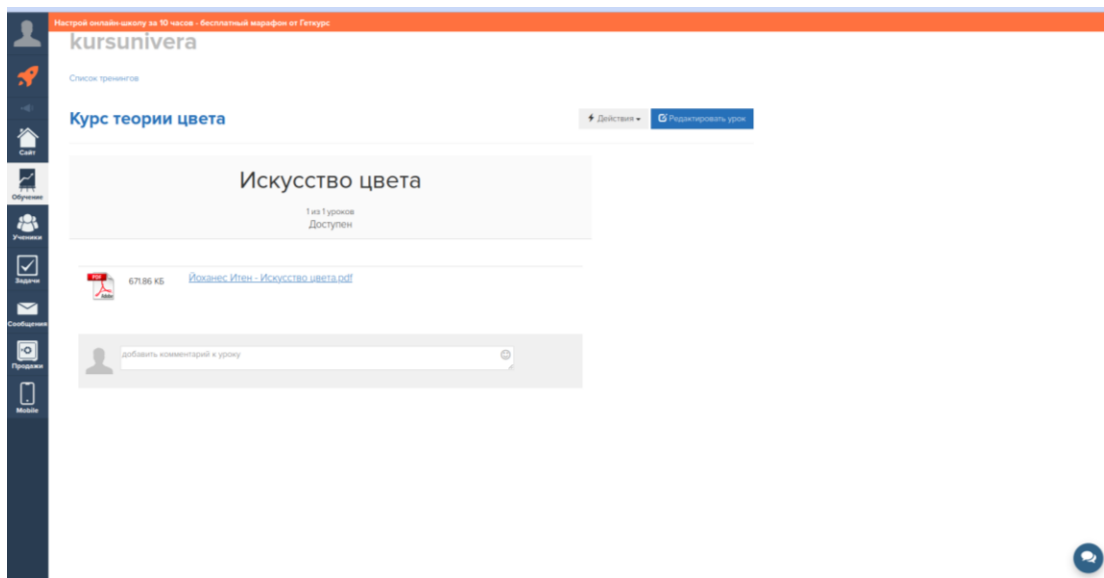 Настрой онлайн-школу за 10 часов - бесплатный марафон от Геткурс
kursunivera
Список тренингов
Курс теории цвета
Действия
Редактировать урок
Искусство цвета
1 из 1 уроков
Доступен
PDF
Adobe
671.86 КБ
Йоханес Итен - Искусство цвета.pdf
добавить комментарий к уроку
Сайт
Обучение
Ученики
Задачи
Сообщения
Продажи
Mobile